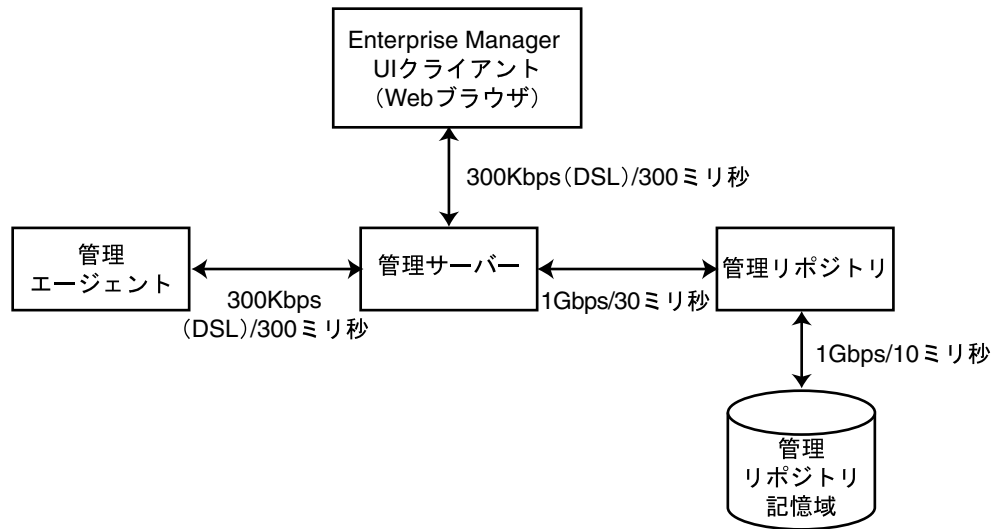 Enterprise Manager
UIクライアント
（Webブラウザ）
300Kbps（DSL）/300ミリ秒
管理
エージェント
管理サーバー
管理リポジトリ
300Kbps
（DSL）/300ミリ秒
1Gbps/30ミリ秒
1Gbps/10ミリ秒
管理
リポジトリ
記憶域